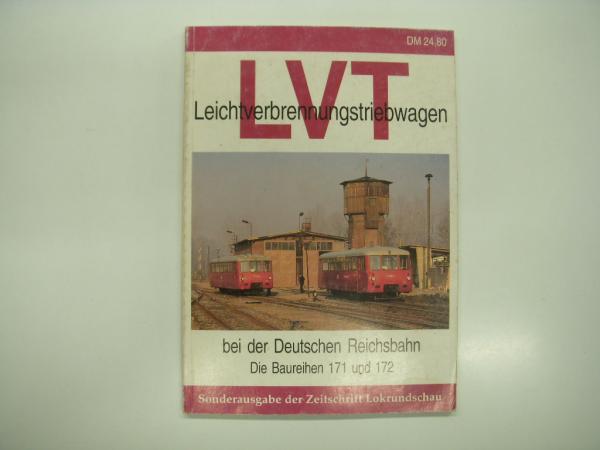 DM 24,80
LVT
Leichtverbrennungstriebwagen
bei der Deutschen Reichsbahn
Die Baureihen 171 und 172
Sonderausgabe der Zeitschrift Lokrundschau